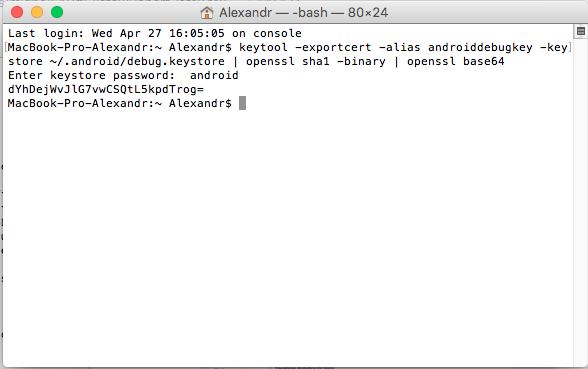 Alexandr — -bash — 80×24
Last login: Wed Apr 27 16:05:05 on console
[MacBook-Pro-Alexandr:~ Alexandr$ keytool -exportcert -alias androiddebugkey -key]
store ~/.android/debug.keystore | openssl sha1 -binary | openssl base64
Enter keystore password:  android
dYhDejWvJlG7vwCSQtL5kpdTrog=
MacBook-Pro-Alexandr:~ Alexandr$